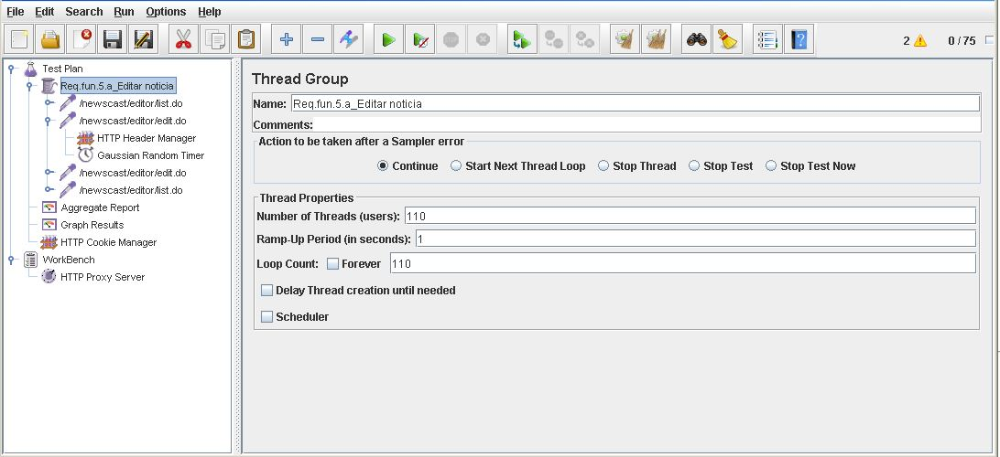 File Edit Search Run Options Help
2 0 / 75
Test Plan
Req.fun.5.a_Editar noticia
/newscast/editor/list.do
/newscast/editor/edit.do
HTTP Header Manager
Gaussian Random Timer
/newscast/editor/edit.do
/newscast/editor/list.do
Aggregate Report
Graph Results
HTTP Cookie Manager
WorkBench
HTTP Proxy Server
Thread Group
Name: Req.fun.5.a_Editar noticia
Comments:
Action to be taken after a Sampler error
Continue Start Next Thread Loop Stop Thread Stop Test Stop Test Now
Thread Properties
Number of Threads (users): 110
Ramp-Up Period (in seconds): 1
Loop Count: Forever 110
Delay Thread creation until needed
Scheduler